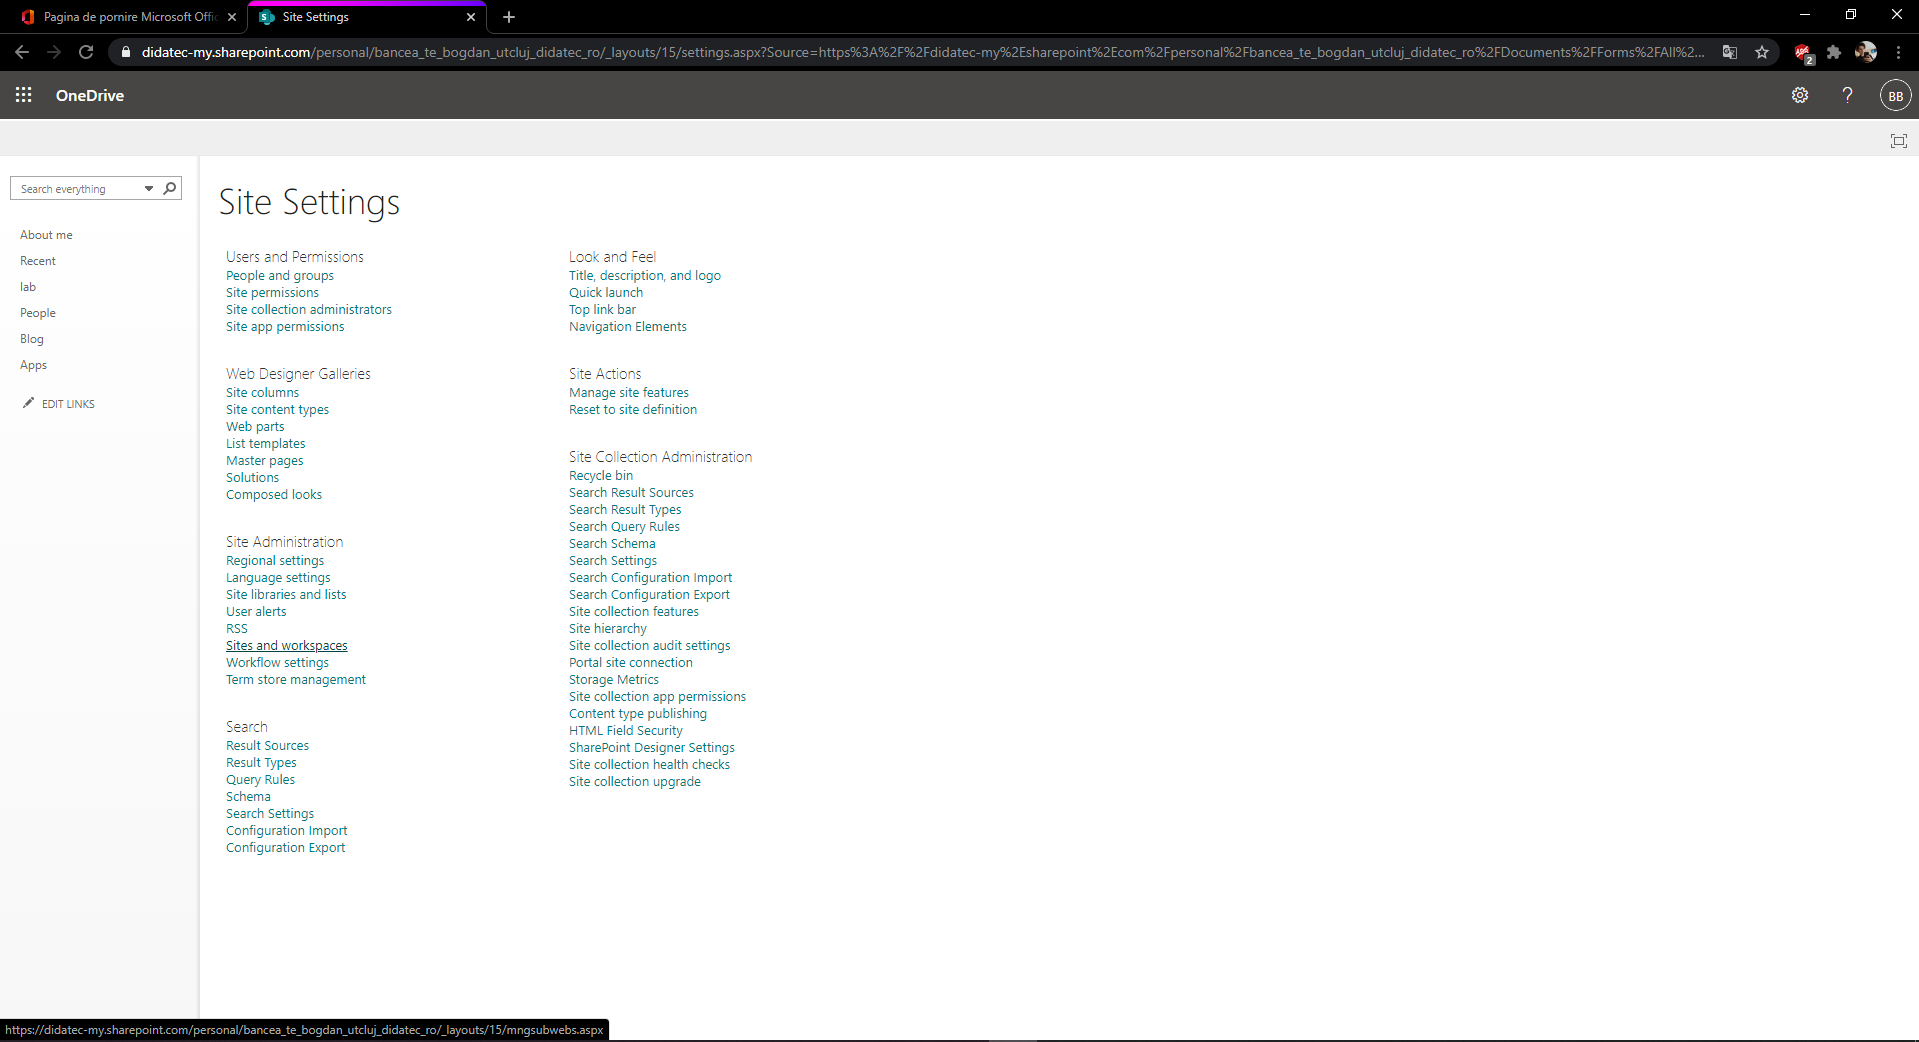 Pagina de pornire Microsoft Offic
Site Settings
didatec-my.sharepoint.com/personal/bancea_te_bogdan_utcluj_didatec_ro/_layouts/15/settings.aspx?Source=https%3A%2F%2Fdidatec-my%2Esharepoint%2Ecom%2Fpersonal%2Fbancea_te_bogdan_utcluj_didatec_ro%2FDocuments%2FForms%2FAll%2...
2
OneDrive
?
BB
Search everything
About me
Recent
lab
People
Blog
Apps
EDIT LINKS
Site Settings
Users and Permissions
People and groups
Site permissions
Site collection administrators
Site app permissions
Web Designer Galleries
Site columns
Site content types
Web parts
List templates
Master pages
Solutions
Composed looks
Site Administration
Regional settings
Language settings
Site libraries and lists
User alerts
RSS
Sites and workspaces
Workflow settings
Term store management
Search
Result Sources
Result Types
Query Rules
Schema
Search Settings
Configuration Import
Configuration Export
Look and Feel
Title, description, and logo
Quick launch
Top link bar
Navigation Elements
Site Actions
Manage site features
Reset to site definition
Site Collection Administration
Recycle bin
Search Result Sources
Search Result Types
Search Query Rules
Search Schema
Search Settings
Search Configuration Import
Search Configuration Export
Site collection features
Site hierarchy
Site collection audit settings
Portal site connection
Storage Metrics
Site collection app permissions
Content type publishing
HTML Field Security
SharePoint Designer Settings
Site collection health checks
Site collection upgrade
https://didatec-my.sharepoint.com/personal/bancea_te_bogdan_utcluj_didatec_ro/_layouts/15/mngsubwebs.aspx